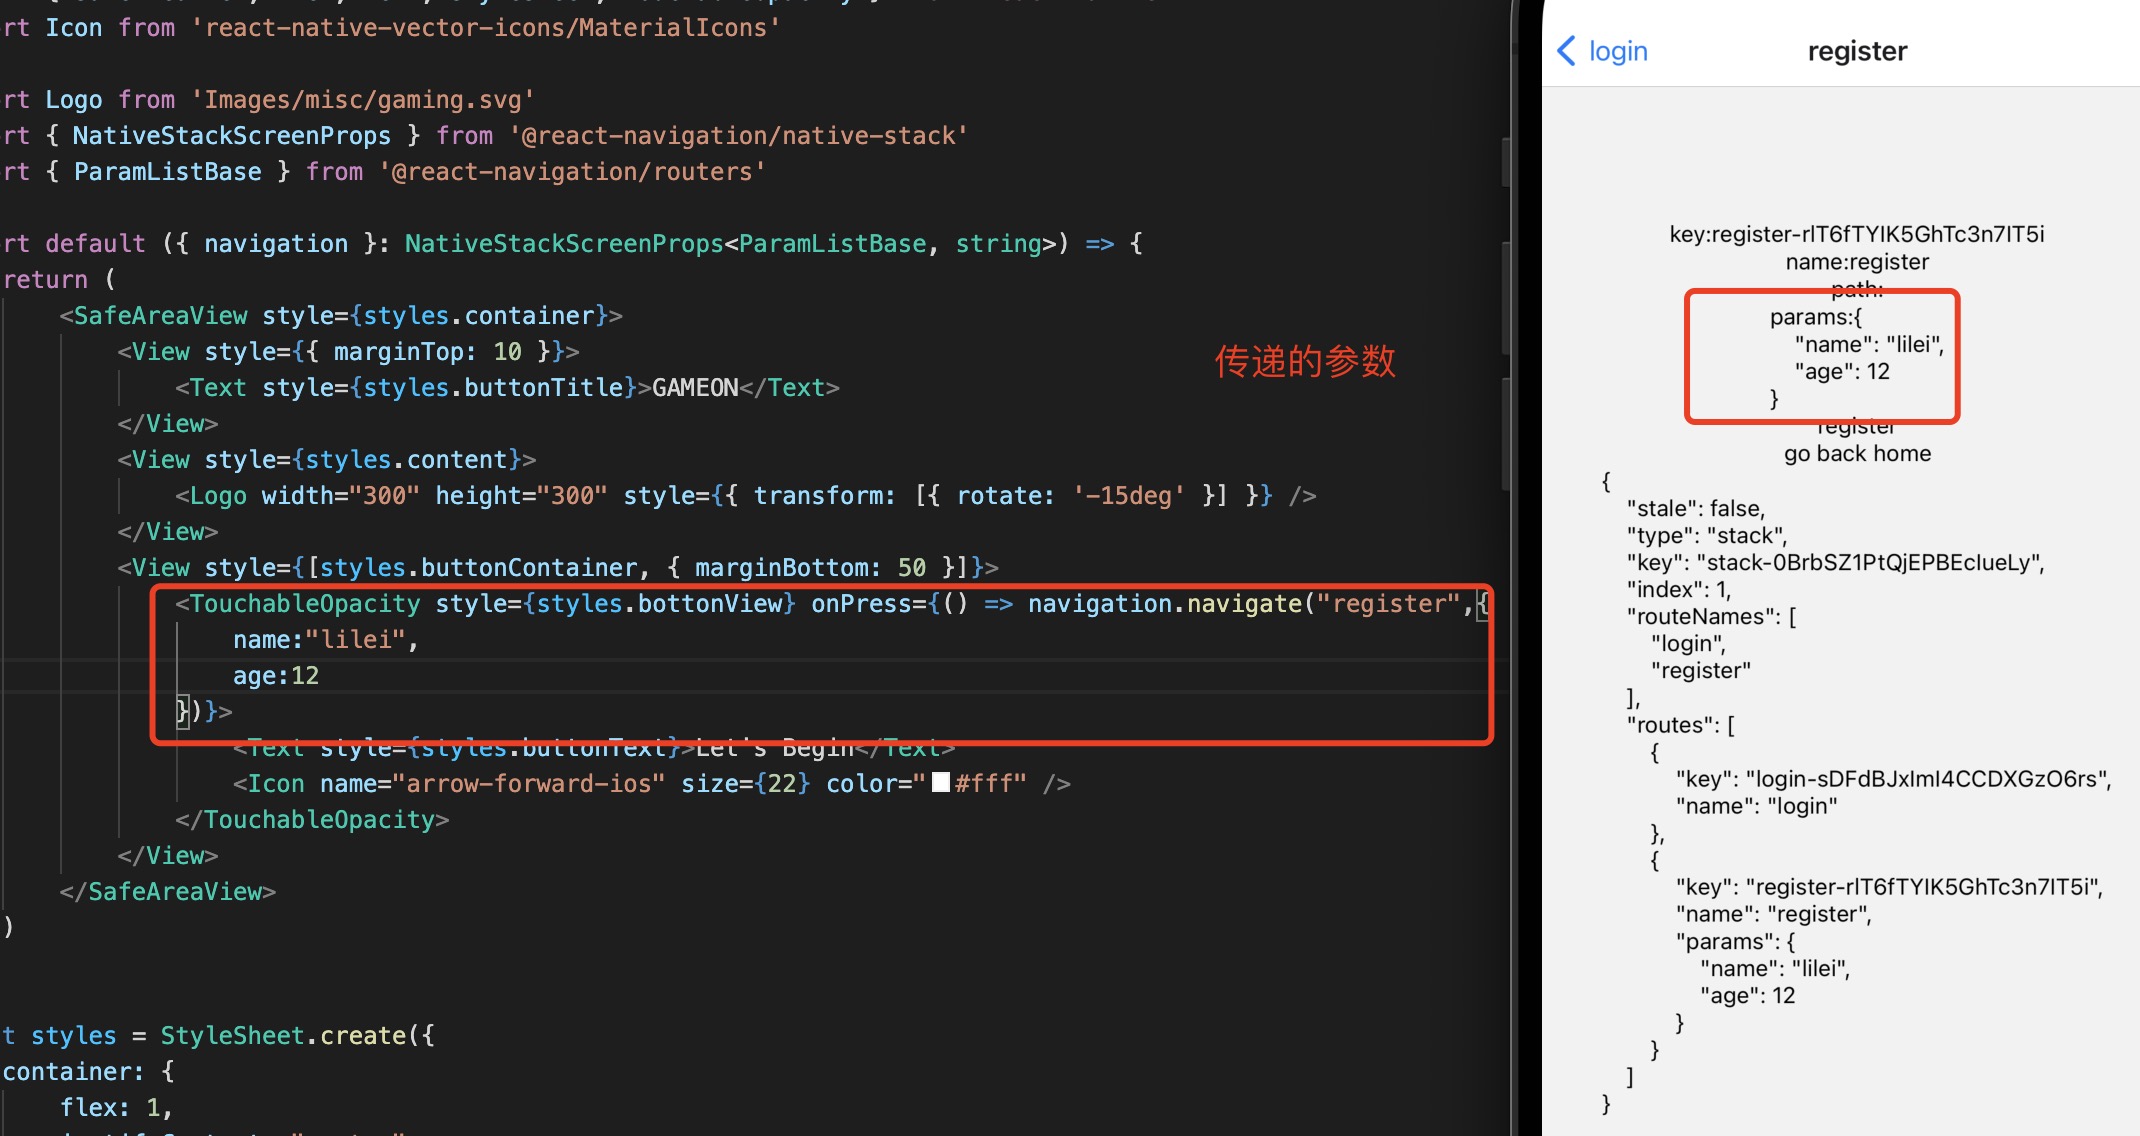 rt Icon from 'react-native-vector-icons/MaterialIcons'
rt Logo from 'Images/misc/gaming.svg'
rt { NativeStackScreenProps } from '@react-navigation/native-stack'
rt { ParamListBase } from '@react-navigation/routers'
rt default ({ navigation }: NativeStackScreenProps<ParamListBase, string>) => {
return (
<SafeAreaView style={styles.container}>
<View style={{ marginTop: 10 }}>
<Text style={styles.buttonTitle}>GAMEON</Text>
</View>
<View style={styles.content}>
<Logo width="300" height="300" style={{ transform: [{ rotate: '-15deg' }] }} />
</View>
<View style={[styles.buttonContainer, { marginBottom: 50 }]}>
<TouchableOpacity style={styles.bottonView} onPress={() => navigation.navigate("register",{
name:"lilei",
age:12
})}>
<Text style={styles.buttonText}>Let's Begin</Text>
<Icon name="arrow-forward-ios" size={22} color="#fff" />
</TouchableOpacity>
</View>
</SafeAreaView>
)
t styles = StyleSheet.create({
container: {
flex: 1,
传递的参数
login
register
key:register-rlT6fTYIK5GhTc3n7IT5i
name:register
path:
params:{
"name": "lilei",
"age": 12
}
register
go back home
{
"stale": false,
"type": "stack",
"key": "stack-0BrbSZ1PtQjEPBEcIueLy",
"index": 1,
"routeNames": [
"login",
"register"
],
"routes": [
{
"key": "login-sDFdBJxImI4CCDXGzO6rs",
"name": "login"
},
{
"key": "register-rlT6fTYIK5GhTc3n7IT5i",
"name": "register",
"params": {
"name": "lilei",
"age": 12
}
}
]
}